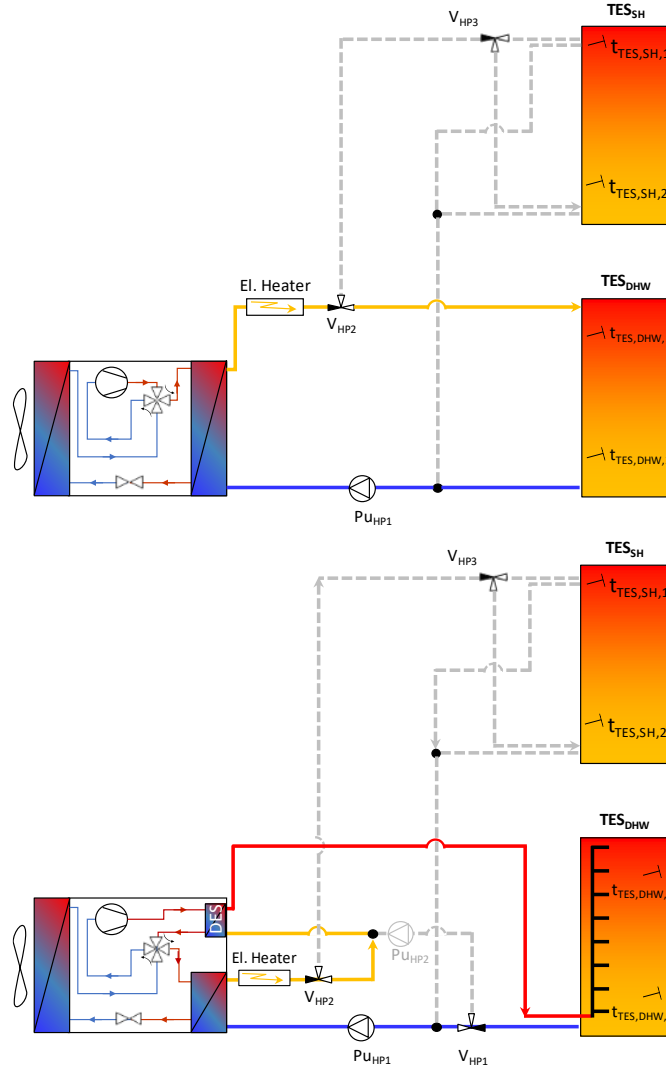 TES_SH
V_HP3
t_TES,SH,1
t_TES,SH,2
El. Heater
TES_DHW
V_HP2
t_TES,DHW,
t_TES,DHW,
Pu_HP1
TES_SH
V_HP3
t_TES,SH,1
t_TES,SH,2
TES_DHW
DES
t_TES,DHW,
El. Heater
Pu_HP2
V_HP2
t_TES,DHW,
Pu_HP1
V_HP1